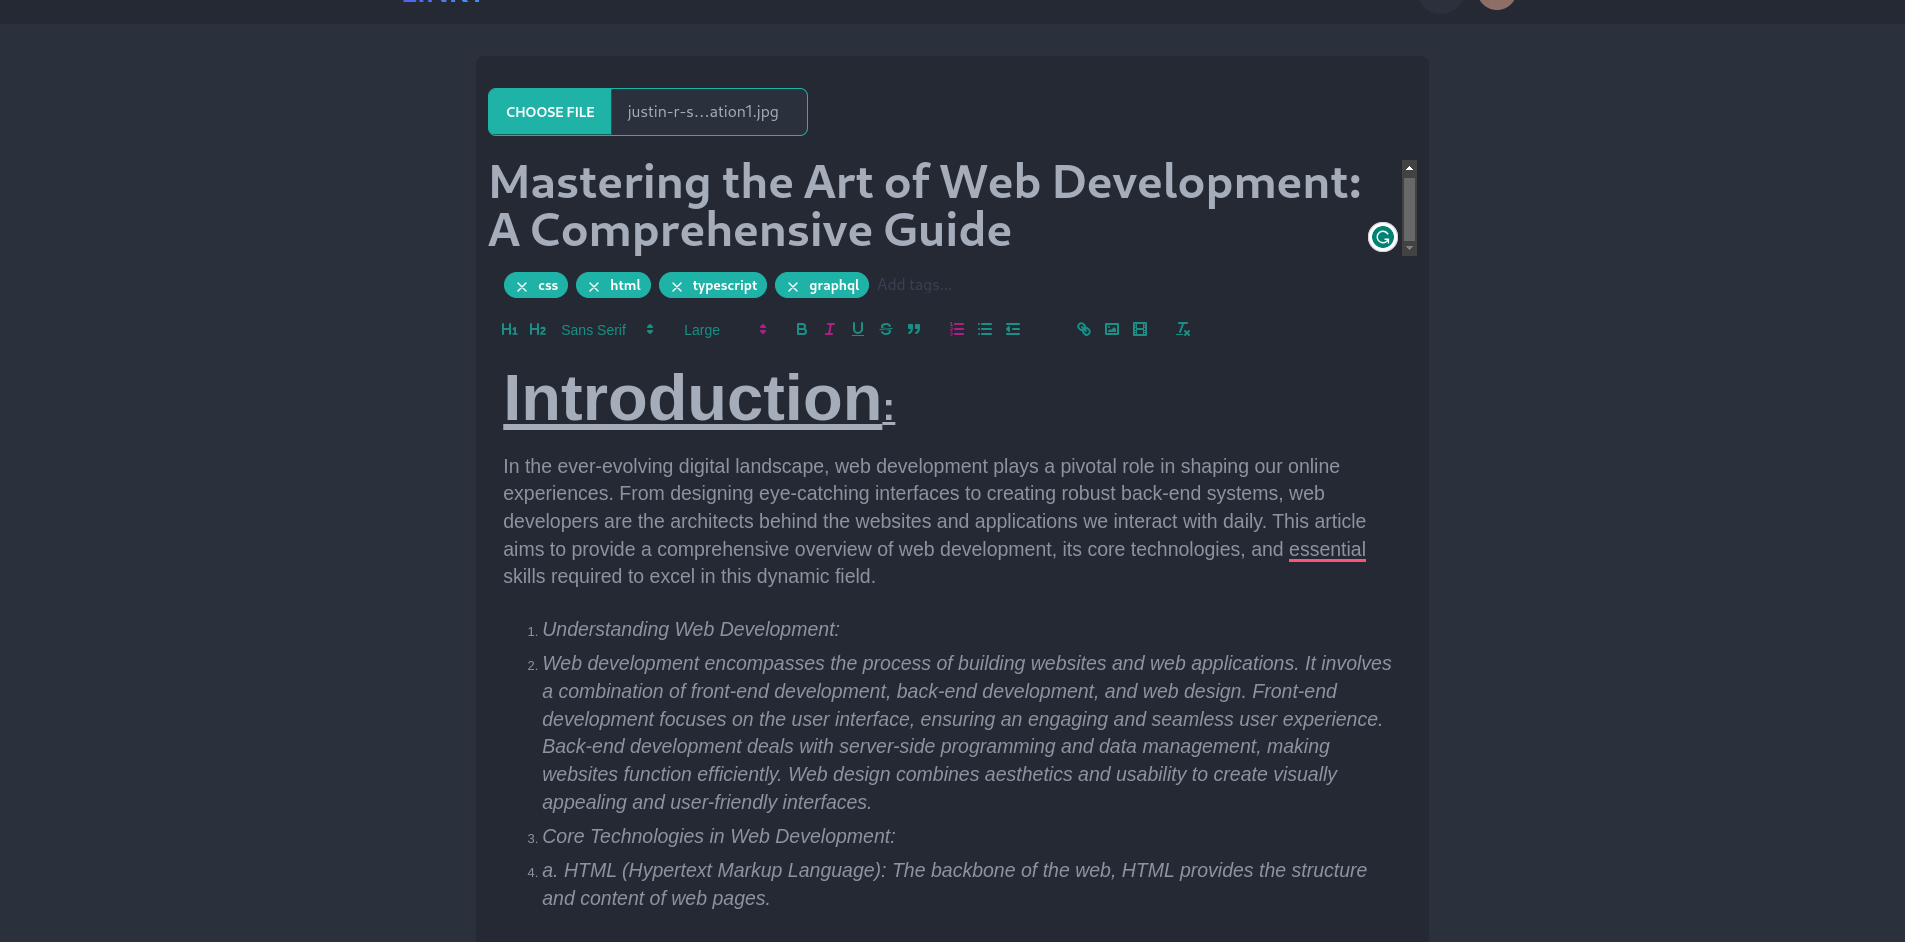 CHOOSE FILE justin-r-s...ation1.jpg
Mastering the Art of Web Development:
A Comprehensive Guide
css html typescript graphql Add tags...
H1 H2 Sans Serif Large B I U S
Introduction:
In the ever-evolving digital landscape, web development plays a pivotal role in shaping our online
experiences. From designing eye-catching interfaces to creating robust back-end systems, web
developers are the architects behind the websites and applications we interact with daily. This article
aims to provide a comprehensive overview of web development, its core technologies, and essential
skills required to excel in this dynamic field.
1. Understanding Web Development:
2. Web development encompasses the process of building websites and web applications. It involves
a combination of front-end development, back-end development, and web design. Front-end
development focuses on the user interface, ensuring an engaging and seamless user experience.
Back-end development deals with server-side programming and data management, making
websites function efficiently. Web design combines aesthetics and usability to create visually
appealing and user-friendly interfaces.
3. Core Technologies in Web Development:
4. a. HTML (Hypertext Markup Language): The backbone of the web, HTML provides the structure
and content of web pages.